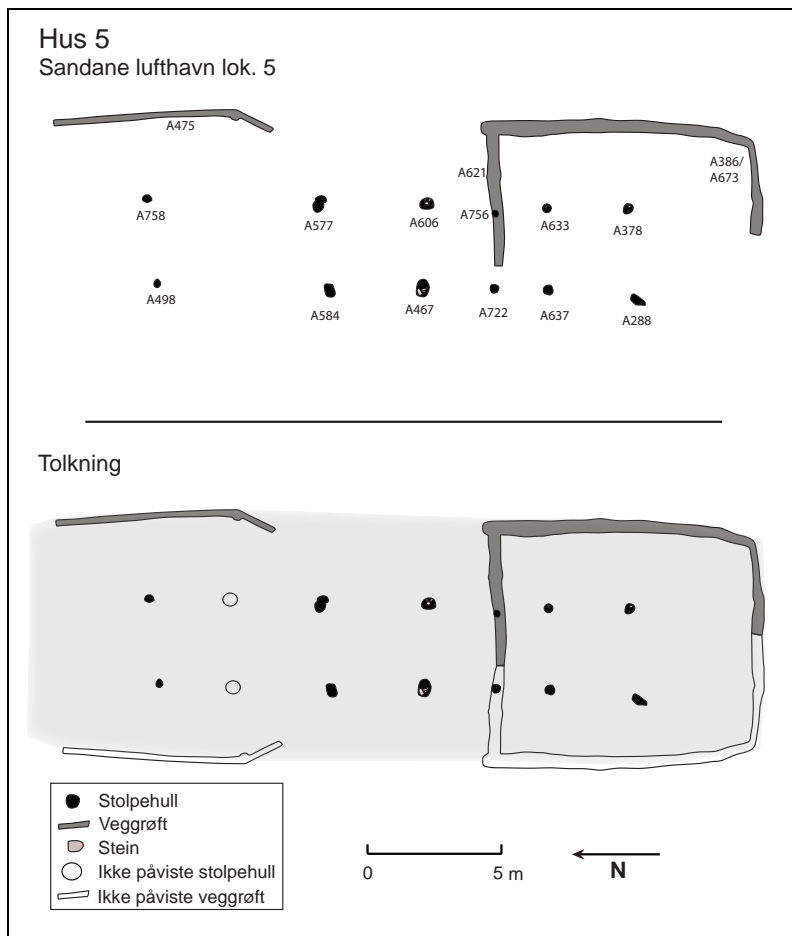 Hus 5
Sandane lufthavn lok. 5
A475
A386/
A673
A621
A758
A577
A606
A756
A633
A378
A498
A584
A467
A722
A637
A288
Tolkning
Stolpehull
Veggrøft
Stein
Ikke påviste stolpehull
Ikke påviste veggrøft
0
5 m
N